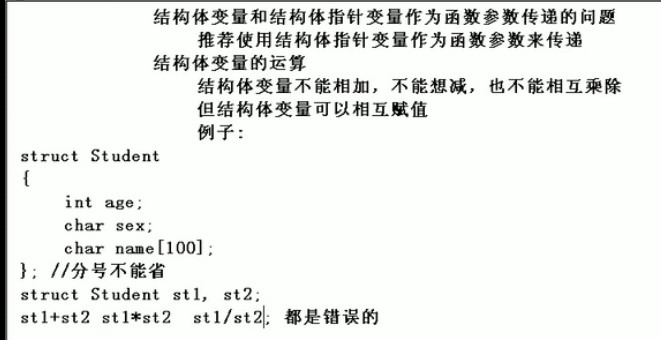 结构体变量和结构体指针变量作为函数参数传递的问题
推荐使用结构体指针变量作为函数参数来传递
结构体变量的运算
结构体变量不能相加，不能想减，也不能相互乘除
但结构体变量可以相互赋值
例子：
struct Student
{
int age;
char sex;
char name[100];
}; //分号不能省
struct Student st1, st2;
st1+st2 st1*st2  st1/st2; 都是错误的